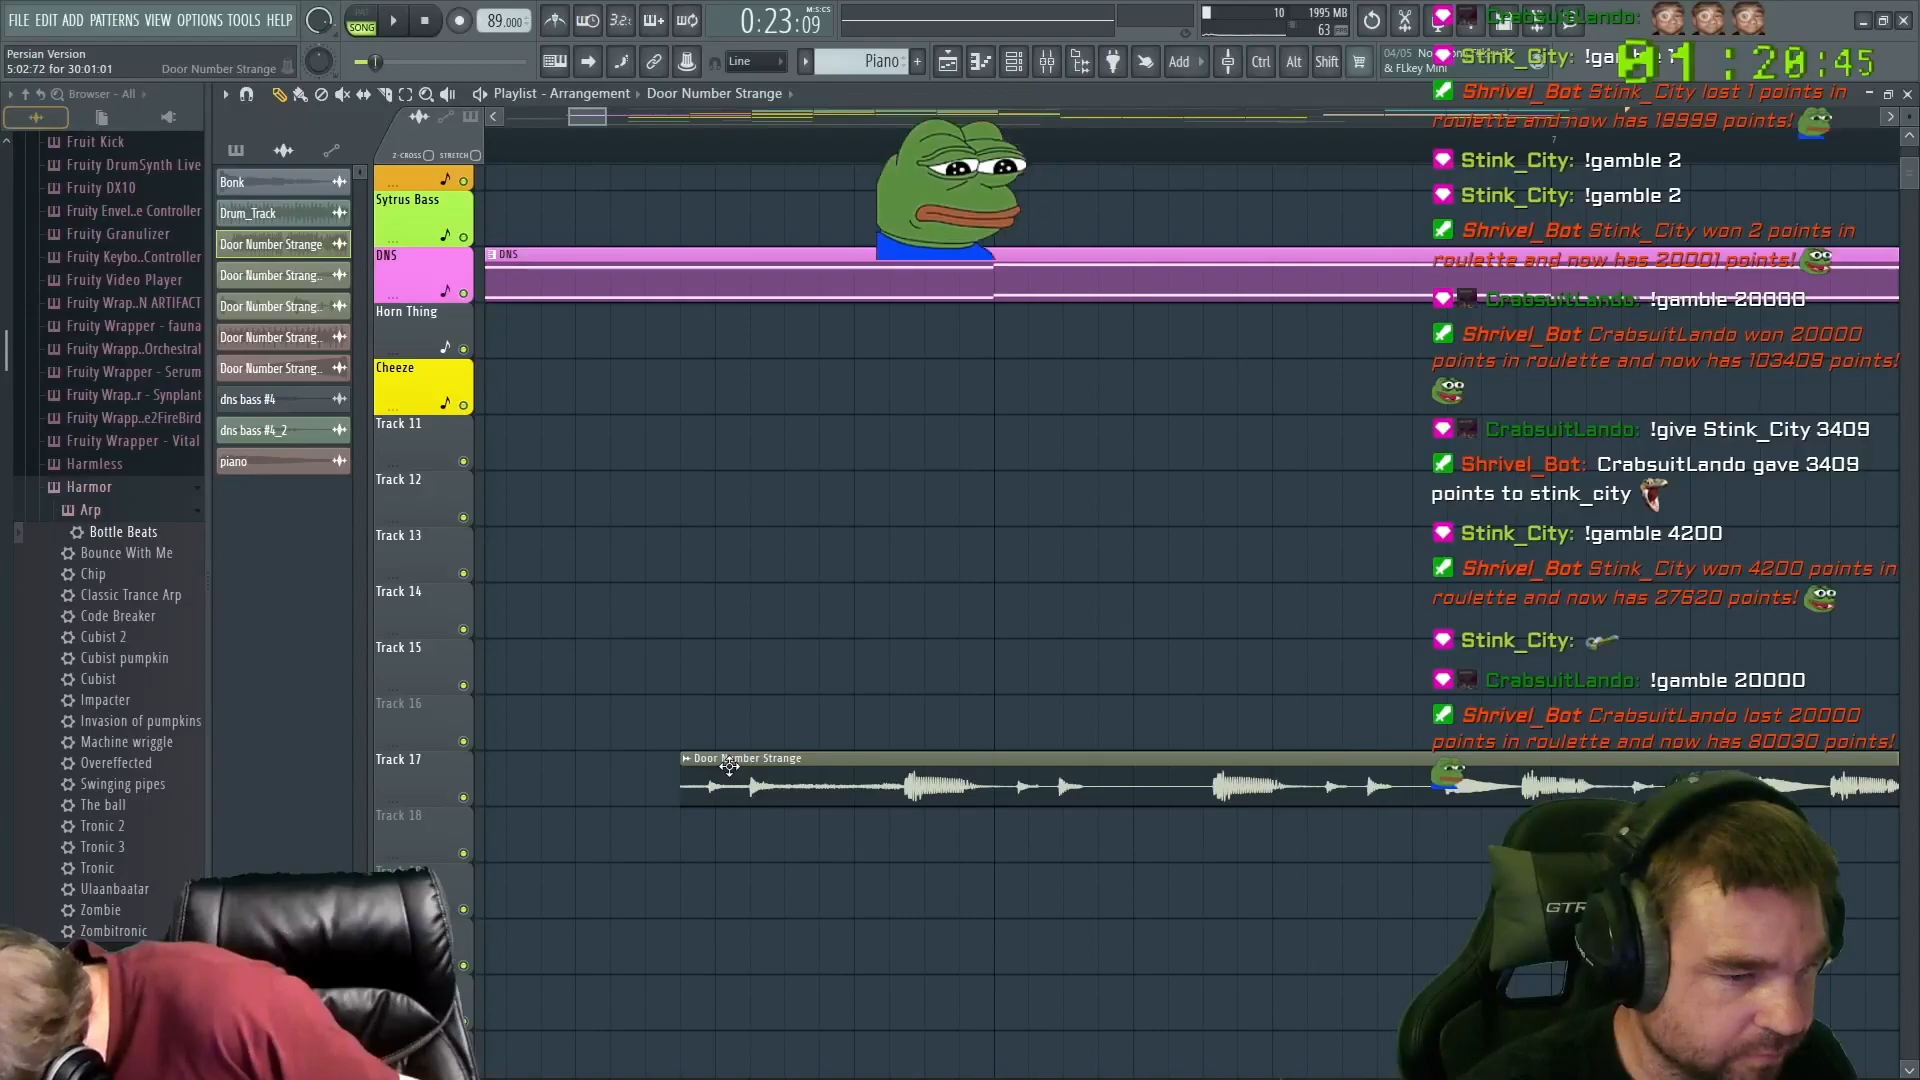 FILE EDIT ADD PATTERNS VIEW OPTIONS TOOLS HELP
PAT
SONG
89.000
3.2.
0:23:09
M:S:CS
10
1995 MB
63
Persian Version
5:02:72 for 30:01:01
Door Number Strange
Line
Piano
Add
Ctrl
Alt
Shift
04/05
& FLkey Mini
Browser - All
Playlist - Arrangement
Door Number Strange
Z-CROSS
STRETCH
7
Fruit Kick
Fruity DrumSynth Live
Fruity DX10
Fruity Envel..e Controller
Fruity Granulizer
Fruity Keybo..Controller
Fruity Video Player
Fruity Wrap..N ARTIFACT
Fruity Wrapper - fauna
Fruity Wrapp..Orchestral
Fruity Wrapper - Serum
Fruity Wrap..r - Synplant
Fruity Wrapp..e2FireBird
Fruity Wrapper - Vital
Harmless
Harmor
Arp
Bottle Beats
Bounce With Me
Chip
Classic Trance Arp
Code Breaker
Cubist 2
Cubist pumpkin
Cubist
Impacter
Invasion of pumpkins
Machine wriggle
Overeffected
Swinging pipes
The ball
Tronic 2
Tronic 3
Tronic
Ulaanbaatar
Zombie
Zombitronic
Bonk
Drum_Track
Door Number Strange
Door Number Strang..
Door Number Strang..
Door Number Strang..
Door Number Strang..
dns bass #4
dns bass #4_2
piano
Sytrus Bass
DNS
Horn Thing
Cheeze
Track 11
Track 12
Track 13
Track 14
Track 15
Track 16
Track 17
Track 18
DNS
Door Number Strange
CrabsuitLando:
Stink_City:
01:20:45
Shrivel_Bot Stink_City lost 1 points in
roulette and now has 19999 points!
Stink_City: !gamble 2
Stink_City: !gamble 2
Shrivel_Bot Stink_City won 2 points in
roulette and now has 20001 points!
CrabsuitLando: !gamble 20000
Shrivel_Bot CrabsuitLando won 20000
points in roulette and now has 103409 points!
CrabsuitLando: !give Stink_City 3409
Shrivel_Bot: CrabsuitLando gave 3409
points to stink_city
Stink_City: !gamble 4200
Shrivel_Bot Stink_City won 4200 points in
roulette and now has 27620 points!
Stink_City:
CrabsuitLando: !gamble 20000
Shrivel_Bot CrabsuitLando lost 20000
points in roulette and now has 80030 points!
GTR